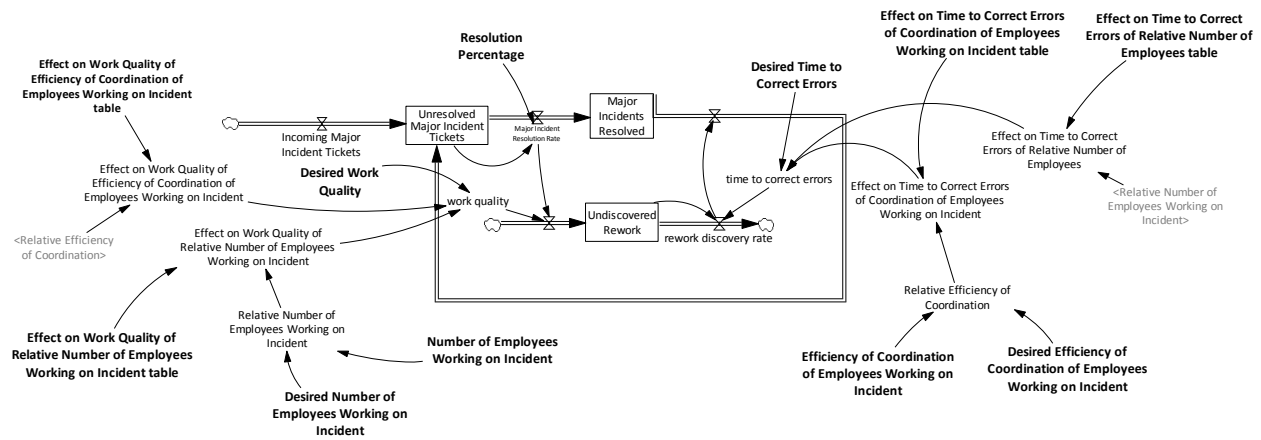 Effect on Work Quality of
Efficiency of Coordination of
Employees Working on Incident
table
Resolution
Percentage
Effect on Time to Correct Errors
of Coordination of Employees
Working on Incident table
Effect on Time to Correct
Errors of Relative Number of
Employees table
Desired Time to
Correct Errors
Incoming Major
Incident Tickets
Unresolved
Major Incident
Tickets
Major Incident
Resolution Rate
Major
Incidents
Resolved
Effect on Time to Correct
Errors of Relative Number of
Employees
Effect on Work Quality of
Efficiency of Coordination of
Employees Working on Incident
Desired Work
Quality
work quality
time to correct errors
Effect on Time to Correct Errors
of Coordination of Employees
Working on Incident
<Relative Number of
Employees Working on
Incident>
<Relative Efficiency
of Coordination>
Effect on Work Quality of
Relative Number of Employees
Working on Incident
Undiscovered
Rework
rework discovery rate
Relative Efficiency of
Coordination
Effect on Work Quality of
Relative Number of Employees
Working on Incident table
Relative Number of
Employees Working on
Incident
Number of Employees
Working on Incident
Efficiency of Coordination
of Employees Working on
Incident
Desired Efficiency of
Coordination of Employees
Working on Incident
Desired Number of
Employees Working on
Incident